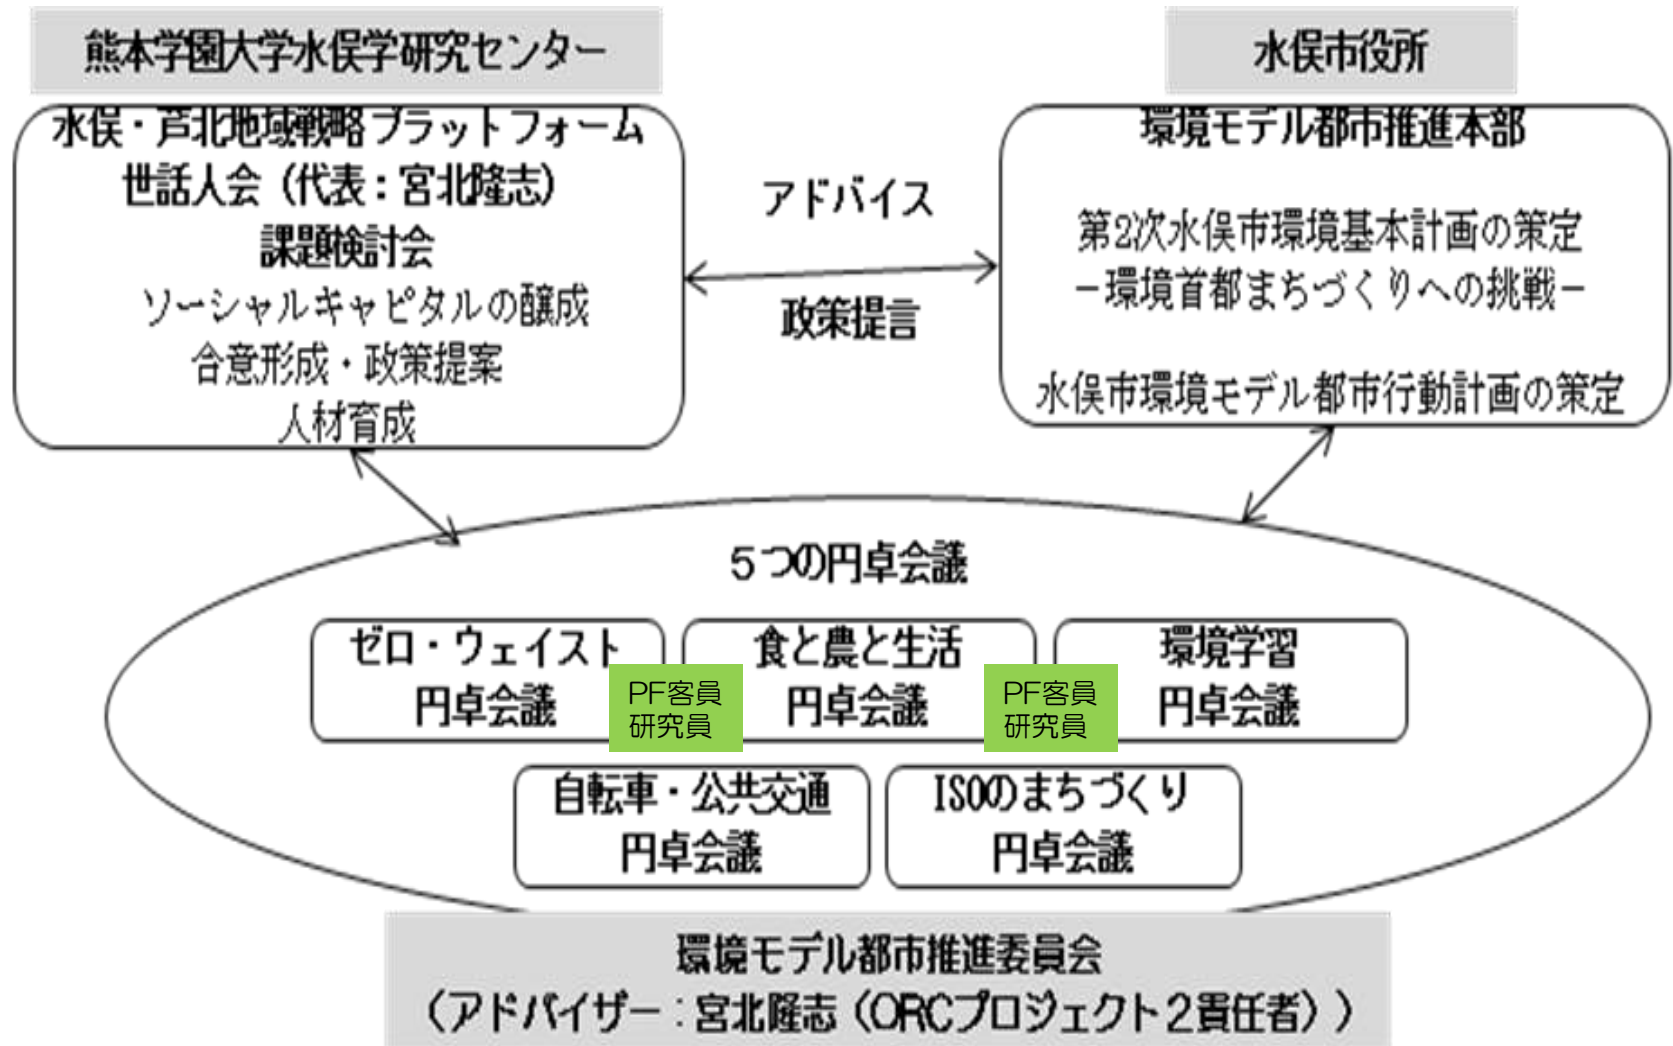 熊本学園大学水俣学研究センター
水俣・芦北地域戦略プラットフォーム
世話人会（代表：宮北隆志）
課題検討会
ソーシャルキャピタルの醸成
合意形成・政策提案
人材育成
アドバイス
政策提言
水俣市役所
環境モデル都市推進本部
第2次水俣市環境基本計画の策定
－環境首都まちづくりへの挑戦－
水俣市環境モデル都市行動計画の策定
５つの円卓会議
ゼロ・ウェイスト
円卓会議
PF客員
研究員
食と農と生活
円卓会議
PF客員
研究員
環境学習
円卓会議
自転車・公共交通
円卓会議
ISOのまちづくり
円卓会議
環境モデル都市推進委員会
（アドバイザー：宮北隆志（ORCプロジェクト２責任者））